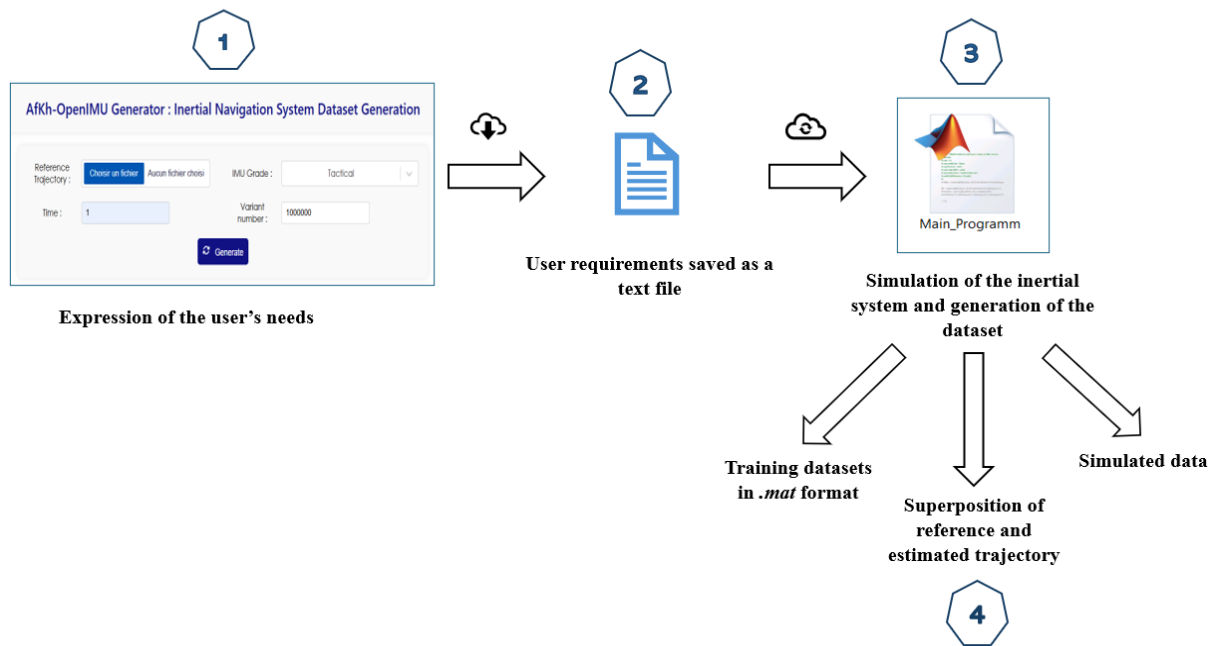 1
AfKh-OpenIMU Generator : Inertial Navigation System Dataset Generation
Reference
Trajectory :
Choisir un fichier
Aucun fichier choisi
IMU Grade :
Tactical
Time :
1
Variant
number :
1000000
Generate
Expression of the user's needs
2
User requirements saved as a
text file
3
Main_Programm
Simulation of the inertial
system and generation of the
dataset
Training datasets
in .mat format
Superposition of
reference and
estimated trajectory
Simulated data
4